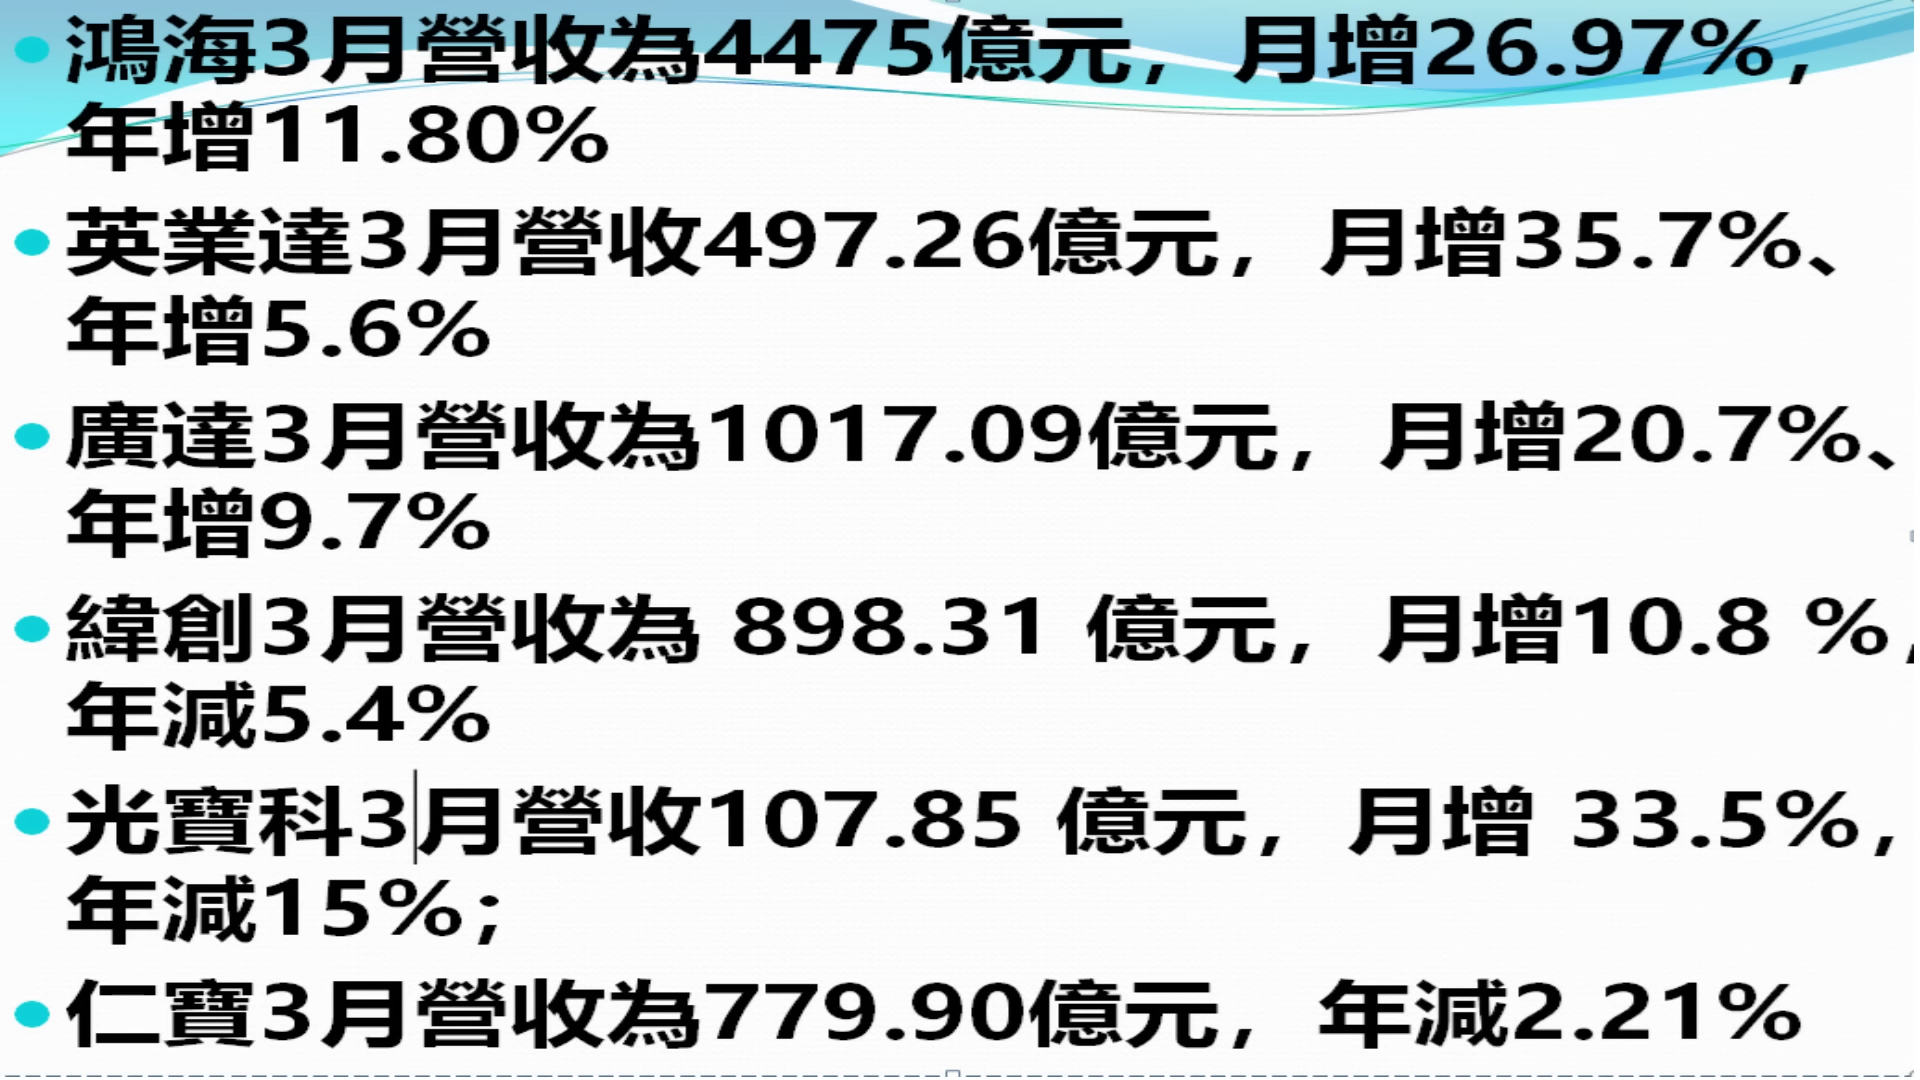 鴻海3月營收為4475億元，月增26.97%，
年增11.80%
英業達3月營收497.26億元，月增35.7%、
年增5.6%
廣達3月營收為1017.09億元，月增20.7%、
年增9.7%
緯創3月營收為 898.31 億元，月增10.8 %，
年減5.4%
光寶科3月營收107.85 億元，月增 33.5%，
年減15%；
仁寶3月營收為779.90億元，年減2.21%